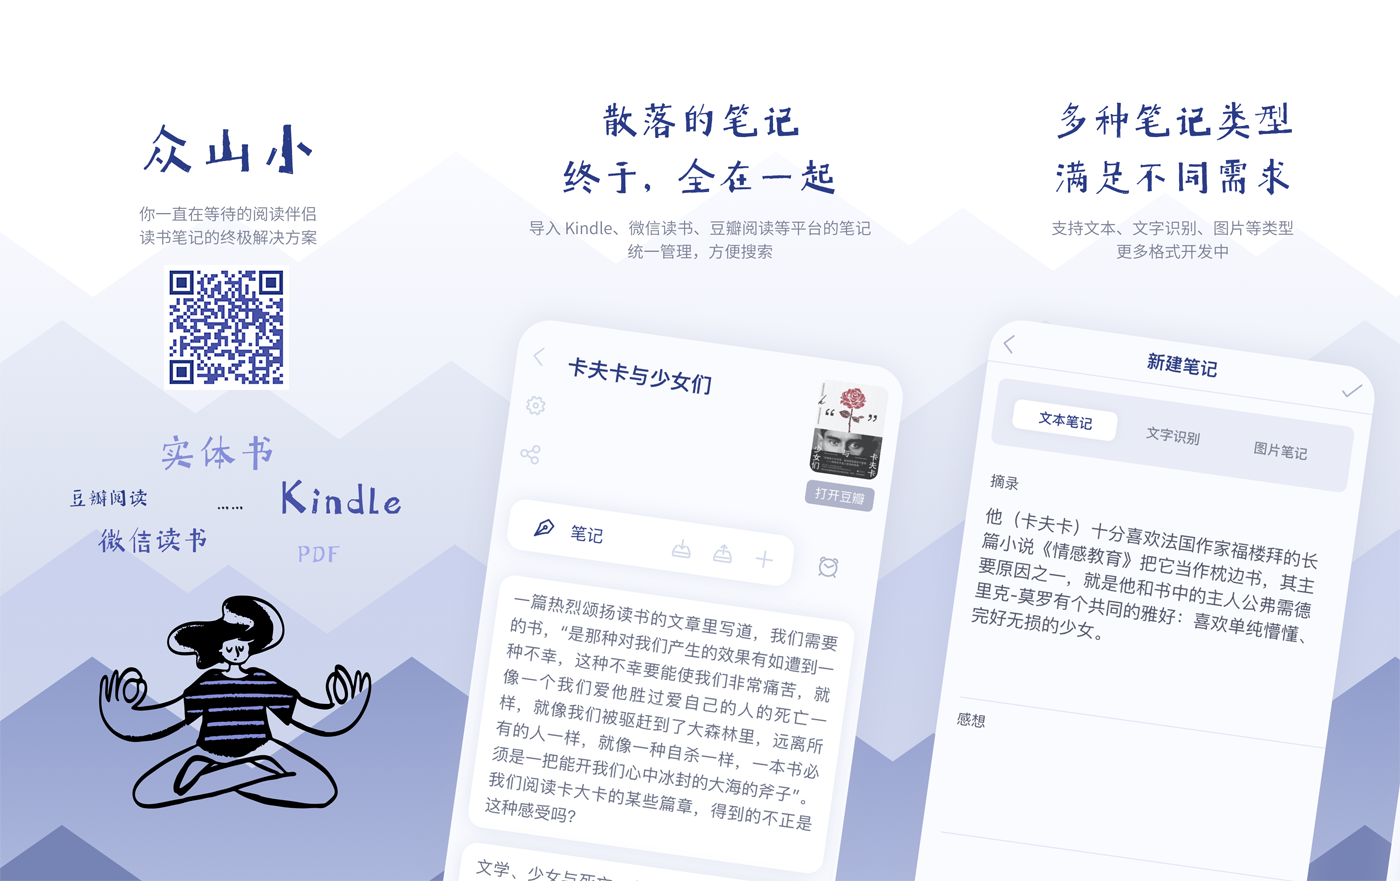 众山小
你一直在等待的阅读伴侣
读书笔记的终极解决方案
实体书
豆瓣阅读
……
Kindle
微信读书
PDF
散落的笔记
终于，全在一起
导入 Kindle、微信读书、豆瓣阅读等平台的笔记
统一管理，方便搜索
卡夫卡与少女们
“ ”
少女们
与
卡夫卡
打开豆瓣
笔记
一篇热烈颂扬读书的文章里写道，我们需要
的书，“是那种对我们产生的效果有如遭到一
种不幸，这种不幸要能使我们非常痛苦，就
像一个我们爱他胜过爱自己的人的死亡一
样，就像我们被驱赶到了大森林里，远离所
有的人一样，就像一种自杀一样，一本书必
须是一把能开我们心中冰封的大海的斧子”。
我们阅读卡大卡的某些篇章，得到的不正是
这种感受吗？
文学、少女与死亡
多种笔记类型
满足不同需求
支持文本、文字识别、图片等类型
更多格式开发中
新建笔记
文本笔记
文字识别
图片笔记
摘录
他（卡夫卡）十分喜欢法国作家福楼拜的长
篇小说《情感教育》把它当作枕边书，其主
要原因之一，就是他和书中的主人公弗需德
里克-莫罗有个共同的雅好：喜欢单纯懵懂、
完好无损的少女。
感想